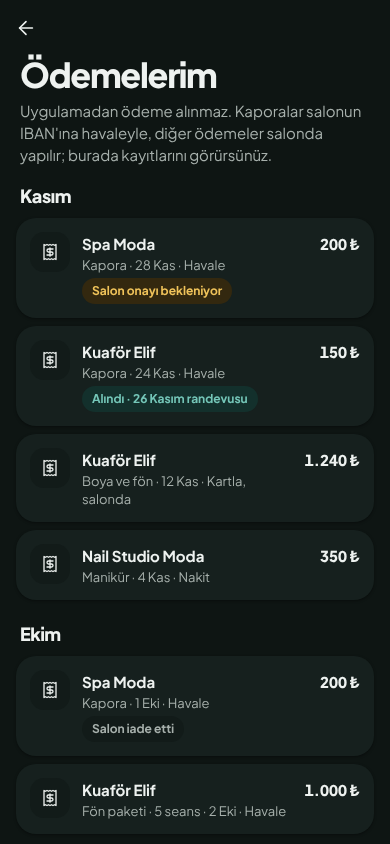 Ödemelerim
Uygulamadan ödeme alınmaz. Kaporalar salonun
IBAN'ına havaleyle, diğer ödemeler salonda
yapılır; burada kayıtlarını görürsünüz.
Kasım
Spa Moda 200 ₺
Kapora · 28 Kas · Havale
Salon onayı bekleniyor
Kuaför Elif 150 ₺
Kapora · 24 Kas · Havale
Alındı · 26 Kasım randevusu
Kuaför Elif 1.240 ₺
Boya ve fön · 12 Kas · Kartla,
salonda
Nail Studio Moda 350 ₺
Manikür · 4 Kas · Nakit
Ekim
Spa Moda 200 ₺
Kapora · 1 Eki · Havale
Salon iade etti
Kuaför Elif 1.000 ₺
Fön paketi · 5 seans · 2 Eki · Havale